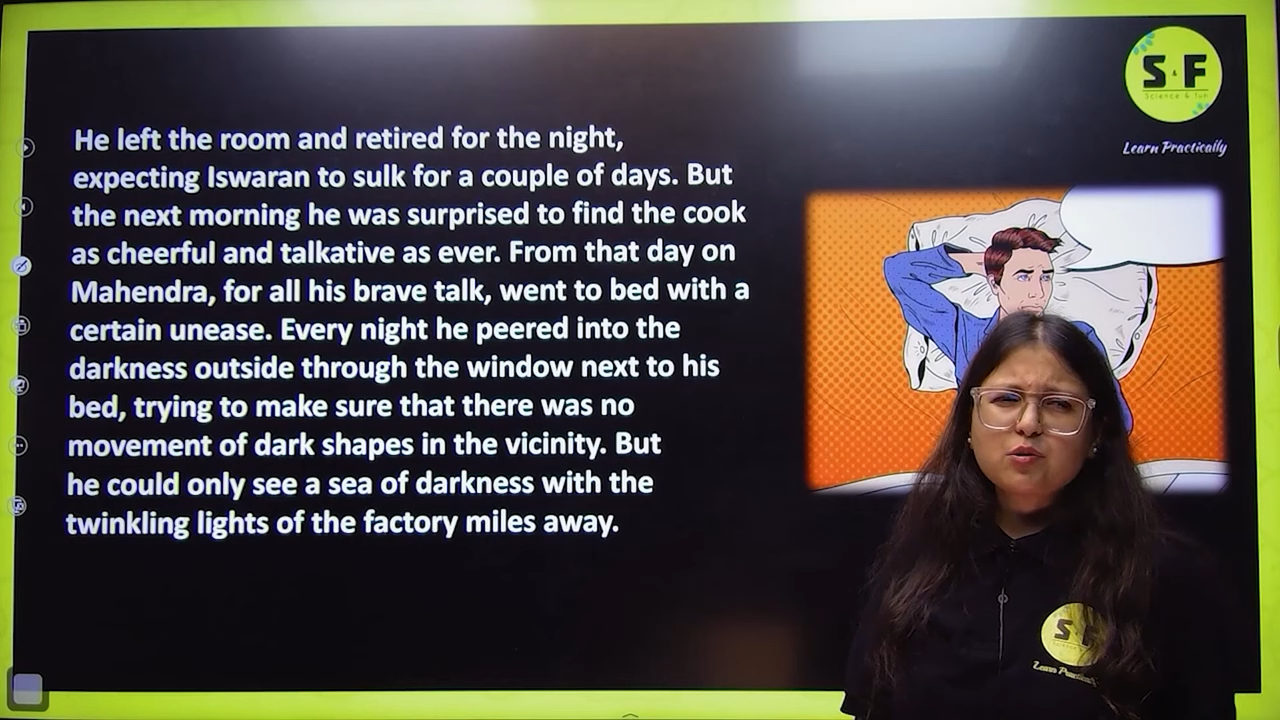 S&F
Science & fun
Learn Practically
He left the room and retired for the night,
expecting Iswaran to sulk for a couple of days. But
the next morning he was surprised to find the cook
as cheerful and talkative as ever. From that day on
Mahendra, for all his brave talk, went to bed with a
certain unease. Every night he peered into the
darkness outside through the window next to his
bed, trying to make sure that there was no
movement of dark shapes in the vicinity. But
he could only see a sea of darkness with the
twinkling lights of the factory miles away.
S&F
Learn